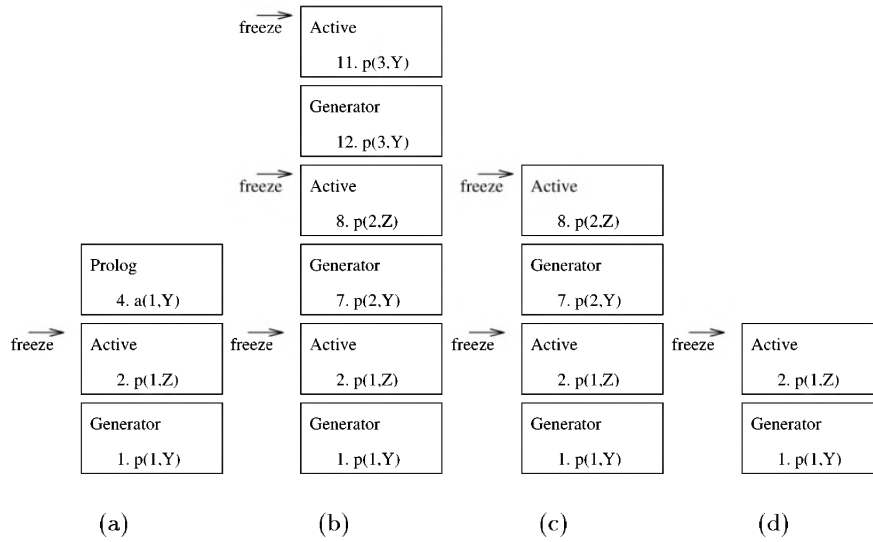 freeze
Active
11. p(3,Y)
Generator
12. p(3,Y)
freeze
Active
8. p(2,Z)
freeze
Active
8. p(2,Z)
Prolog
4. a(1,Y)
Generator
7. p(2,Y)
Generator
7. p(2,Y)
freeze
Active
2. p(1,Z)
freeze
Active
2. p(1,Z)
freeze
Active
2. p(1,Z)
freeze
Active
2. p(1,Z)
Generator
1. p(1,Y)
Generator
1. p(1,Y)
Generator
1. p(1,Y)
Generator
1. p(1,Y)
(a)
(b)
(c)
(d)